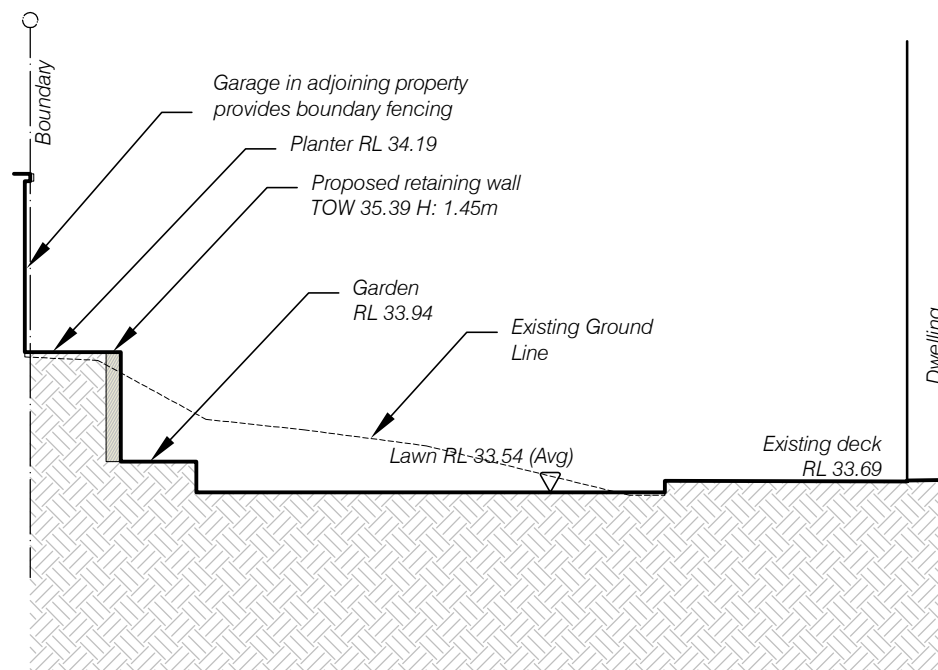 Boundary
Garage in adjoining property
provides boundary fencing
Planter RL 34.19
Proposed retaining wall
TOW 35.39 H: 1.45m
Garden
RL 33.94
Existing Ground
Line
Lawn RL 33.54 (Avg)
Existing deck
RL 33.69
Dwelling